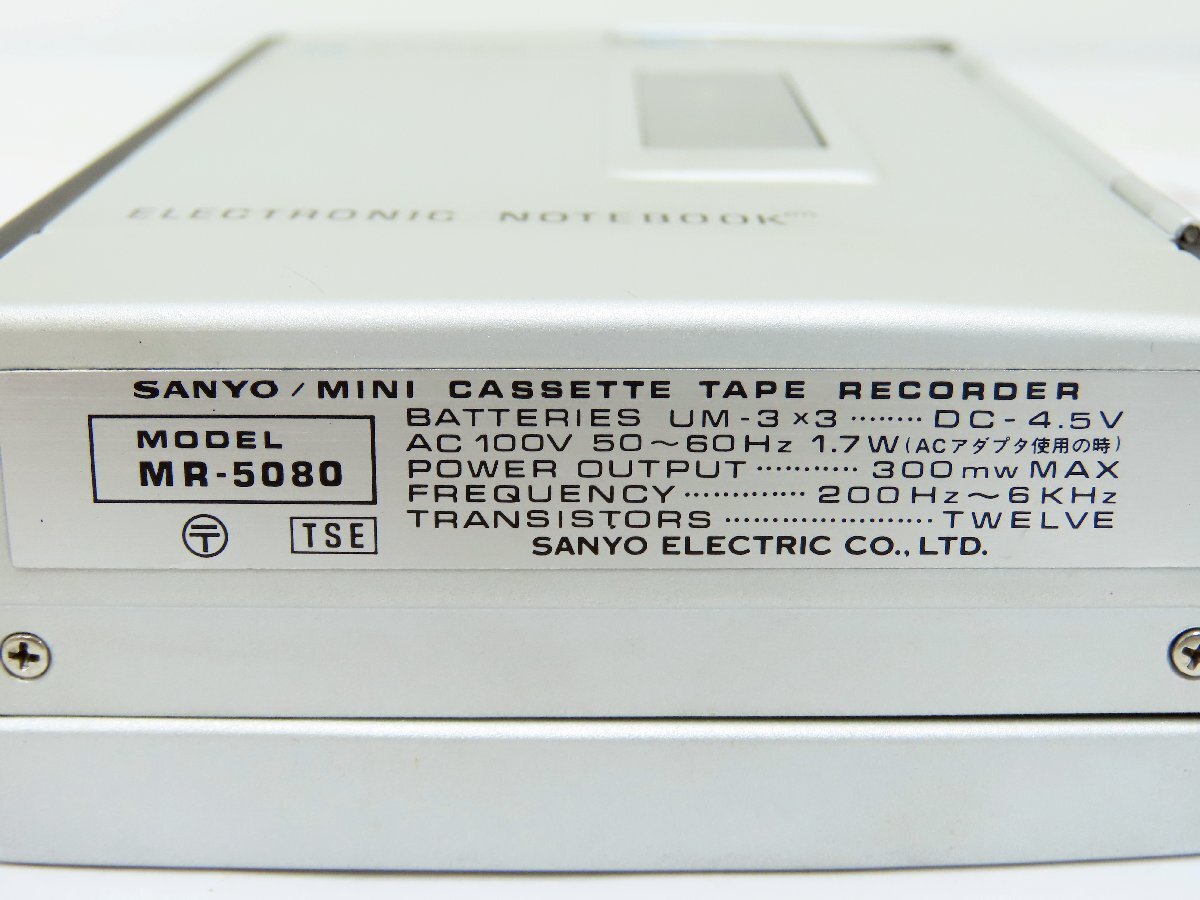 ELECTRONIC NOTEBOOK
SANYO / MINI CASSETTE TAPE RECORDER
MODEL
MR-5080
〒 TSE
BATTERIES UM-3×3 ········ DC-4.5V
AC 100V 50~60Hz 1.7W (ACアダプタ使用の時)
POWER OUTPUT ··········· 300mw MAX
FREQUENCY ············· 200Hz~6KHz
TRANSISTORS ······················ TWELVE
SANYO ELECTRIC CO., LTD.